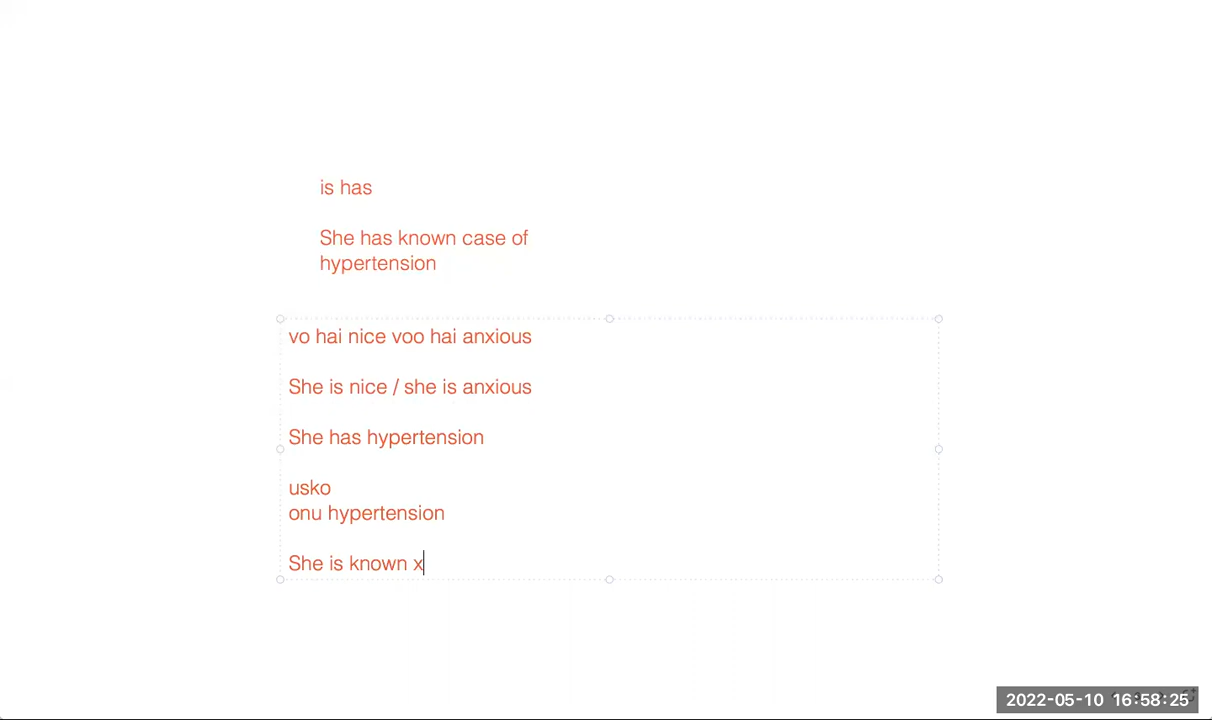 is has
She has known case of
hypertension
vo hai nice voo hai anxious
She is nice / she is anxious
She has hypertension
usko
onu hypertension
She is known x
2022-05-10 16:58:25